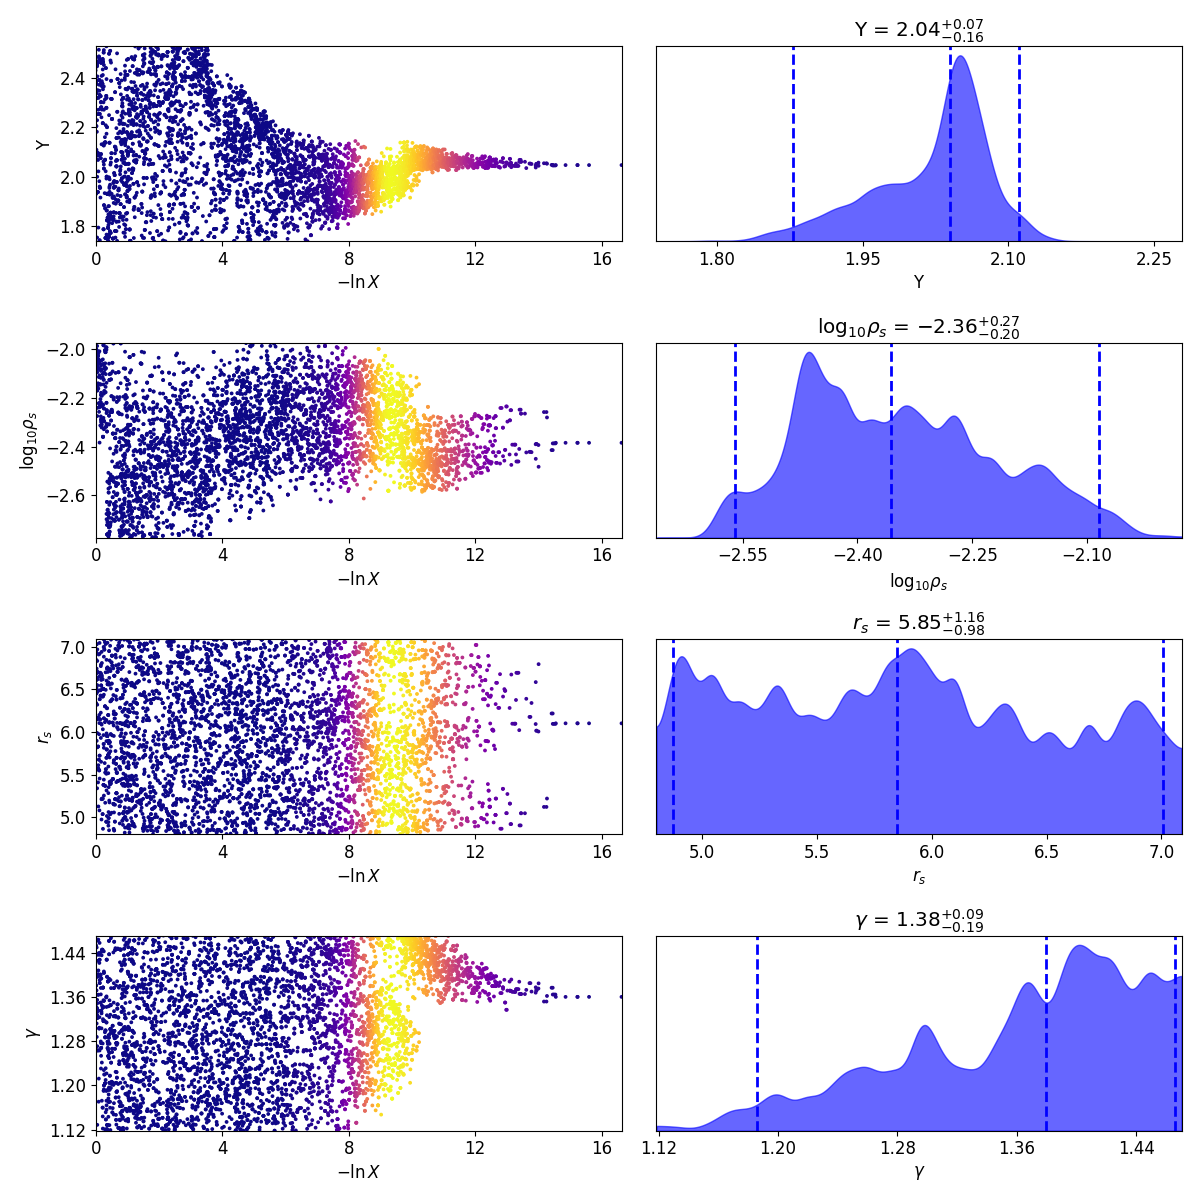 Y = 2.04+0.07
−0.16
2.4
2.2
2.0
1.8
Y
0 4 8 12 16
−ln X
1.80 1.95 2.10 2.25
Y
log10ρs = −2.36+0.27
−0.20
−2.0
−2.2
−2.4
−2.6
log10ρs
0 4 8 12 16
−ln X
−2.55 −2.40 −2.25 −2.10
log10ρs
rs = 5.85+1.16
−0.98
7.0
6.5
6.0
5.5
5.0
rs
0 4 8 12 16
−ln X
5.0 5.5 6.0 6.5 7.0
rs
γ = 1.38+0.09
−0.19
1.44
1.36
1.28
1.20
1.12
γ
0 4 8 12 16
−ln X
1.12 1.20 1.28 1.36 1.44
γ